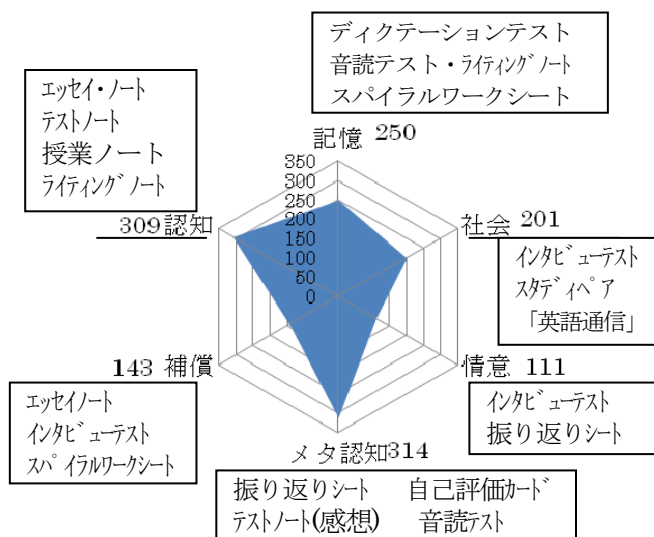 ディクテーションテスト
音読テスト・ライティングノート
スパイラルワークシート
エッセイ・ノート
テストノート
授業ノート
ライティングノート
記憶 250
350
300
250
200
150
100
50
0
309認知
社会 201
インタビューテスト
スタディペア
「英語通信」
143 補償
情意 111
エッセイノート
インタビューテスト
スパイラルワークシート
インタビューテスト
振り返りシート
メタ認知314
振り返りシート 自己評価カード
テストノート(感想) 音読テスト